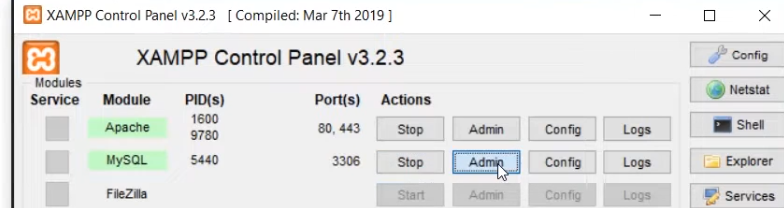 XAMPP Control Panel v3.2.3 [ Compiled: Mar 7th 2019 ]
XAMPP Control Panel v3.2.3
Config
Modules
Service Module PID(s) Port(s) Actions
Netstat
Apache 1600 9780 80, 443 Stop Admin Config Logs
Shell
MySQL 5440 3306 Stop Admin Config Logs
Explorer
FileZilla Start Admin Config Logs
Services